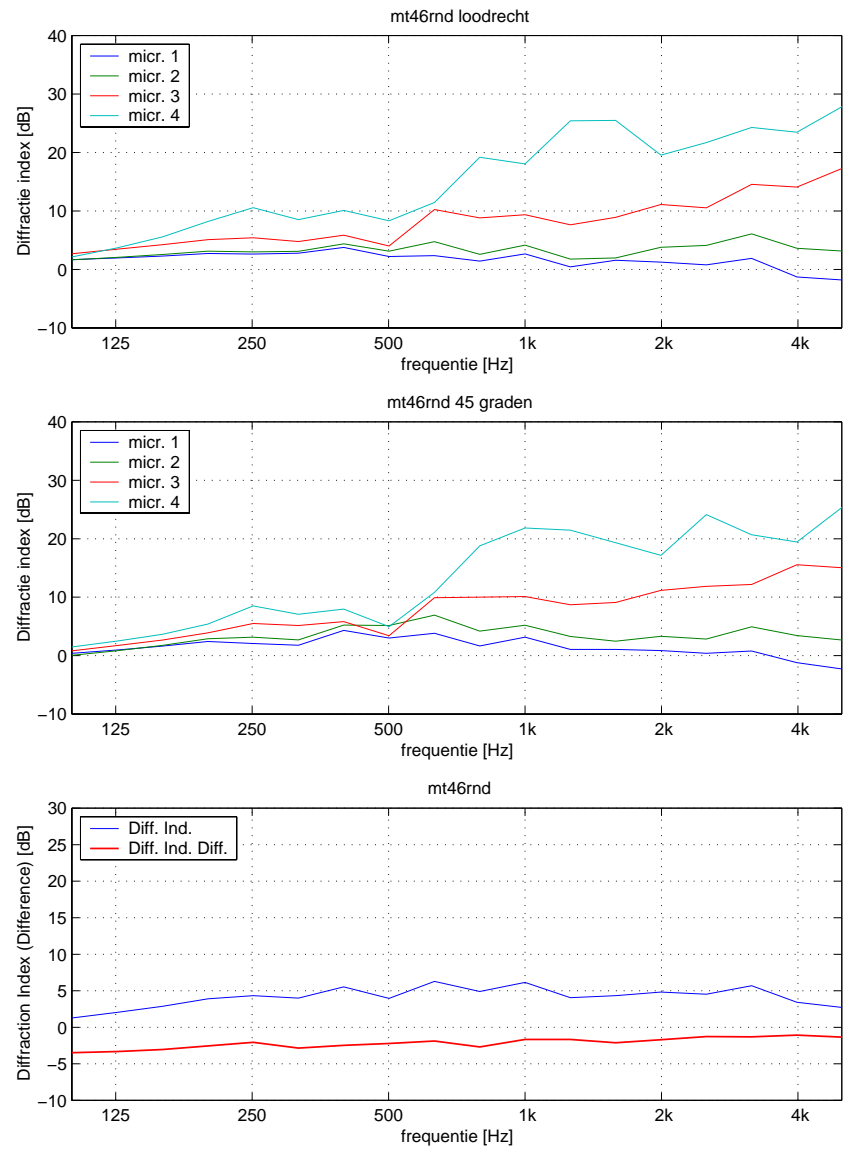 mt46rnd loodrecht
40
30
20
10
0
−10
Diffractie index [dB]
micr. 1
micr. 2
micr. 3
micr. 4
125 250 500 1k 2k 4k
frequentie [Hz]
mt46rnd 45 graden
40
30
20
10
0
−10
Diffractie index [dB]
micr. 1
micr. 2
micr. 3
micr. 4
125 250 500 1k 2k 4k
frequentie [Hz]
mt46rnd
30
25
20
15
10
5
0
−5
−10
Diffraction Index (Difference) [dB]
Diff. Ind.
Diff. Ind. Diff.
125 250 500 1k 2k 4k
frequentie [Hz]